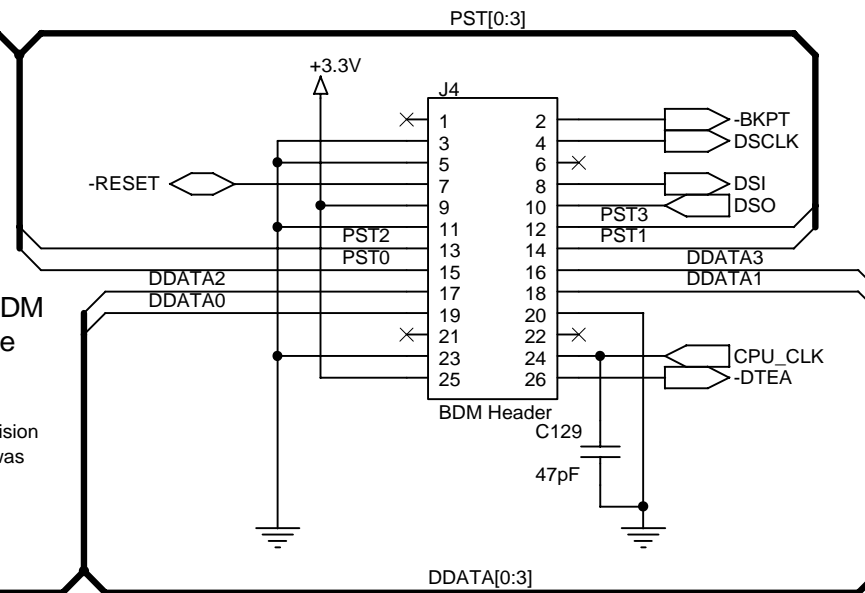 PST[0:3]
+3.3V
J4
1 2 -BKPT
3 4 DSCLK
5 6
-RESET 7 8 DSI
9 10 DSO
PST3
11 12
PST2 PST1
13 14
PST0 DDATA3
15 16
DDATA2 DDATA1
17 18
DDATA0
19 20
DM
21 22
e
23 24 CPU_CLK
25 26 -DTEA
BDM Header
ision
C129
was
47pF
DDATA[0:3]